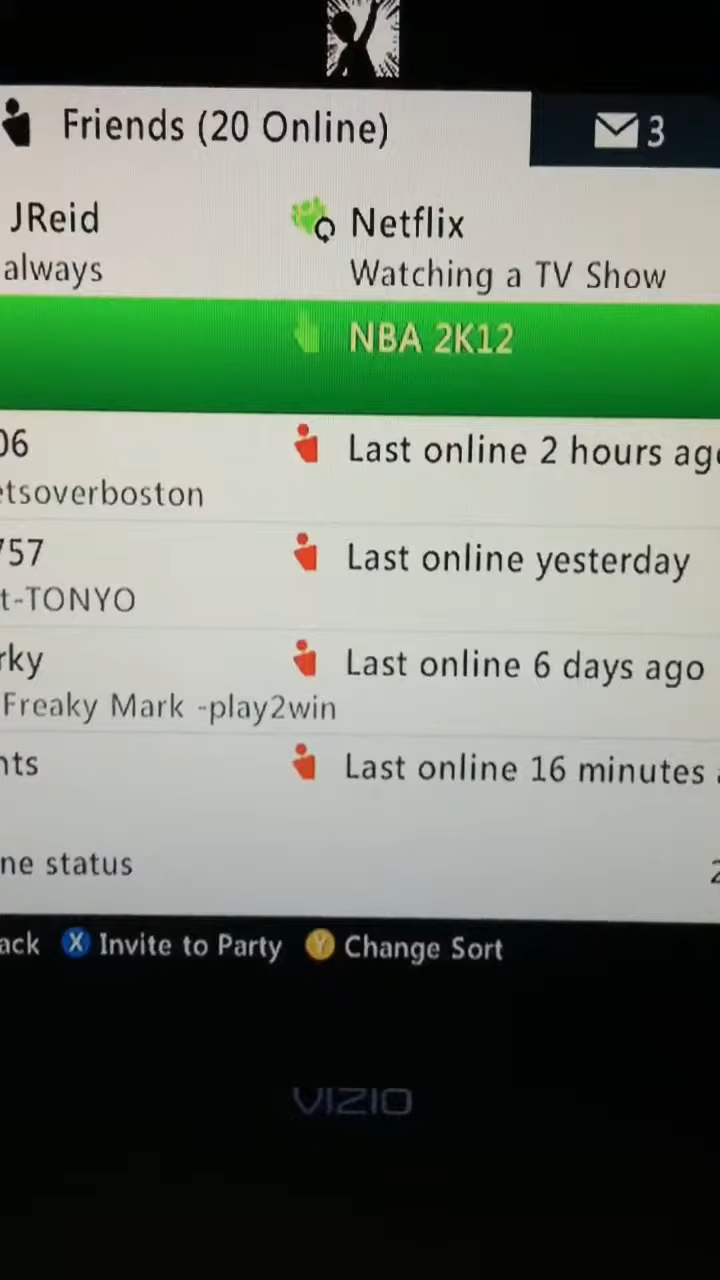 Friends (20 Online) 3
JReid Netflix
always Watching a TV Show
NBA 2K12
06 Last online 2 hours ag
etsoverboston
757 Last online yesterday
t-TONYO
rky Last online 6 days ago
Freaky Mark -play2win
nts Last online 16 minutes
ne status 2
ack X Invite to Party Y Change Sort
VIZIO